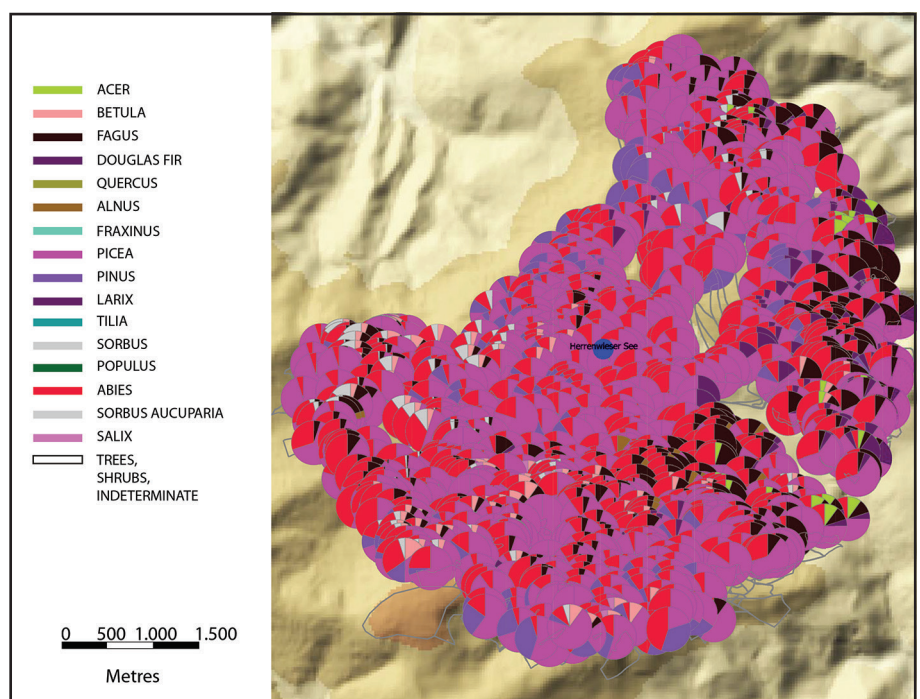 ACER
BETULA
FAGUS
DOUGLAS FIR
QUERCUS
ALNUS
FRAXINUS
PICEA
PINUS
LARIX
TILIA
SORBUS
POPULUS
ABIES
SORBUS AUCUPARIA
SALIX
TREES,
SHRUBS,
INDETERMINATE
Herrenwieser See
0 500 1.000 1.500
Metres